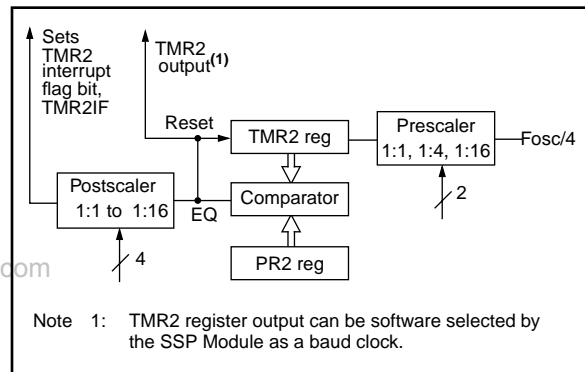 Sets
TMR2
interrupt
flag bit,
TMR2IF
TMR2
output(1)
Reset
TMR2 reg
Prescaler
1:1, 1:4, 1:16
Fosc/4
2
Postscaler
1:1 to 1:16
EQ
Comparator
4
PR2 reg
com
Note 1: TMR2 register output can be software selected by
the SSP Module as a baud clock.